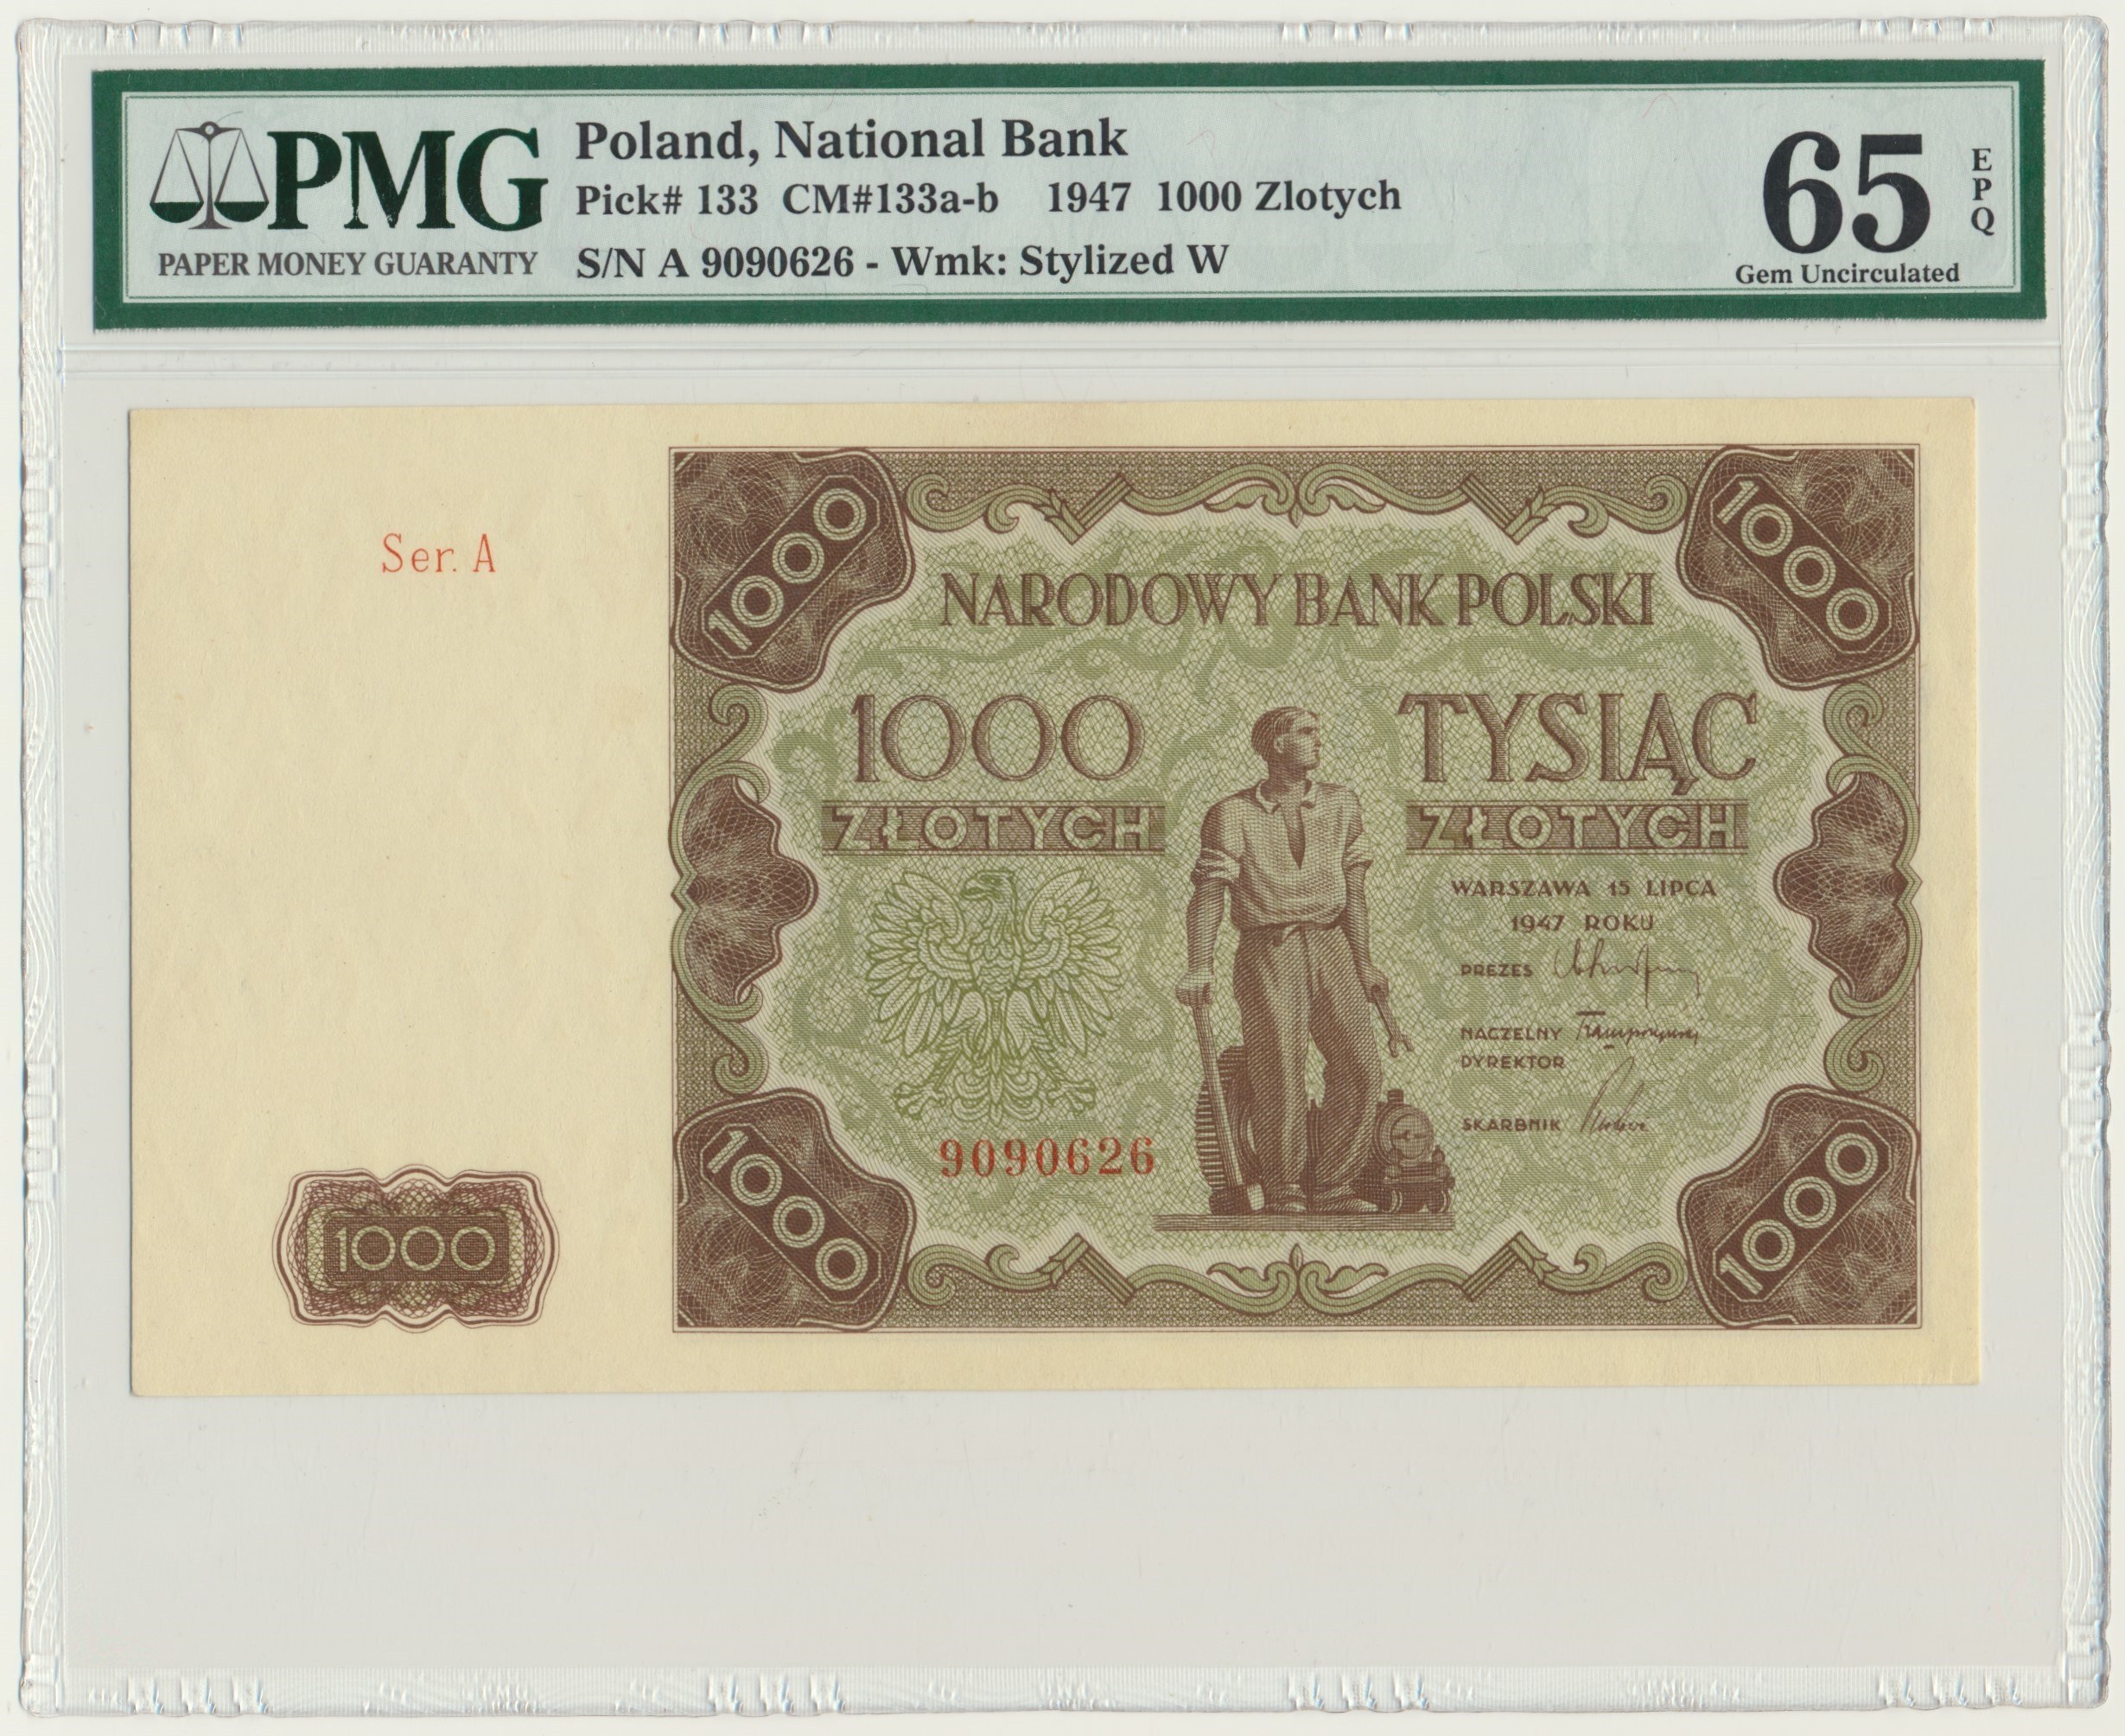 PMG
PAPER MONEY GUARANTY
Poland, National Bank
Pick# 133 CM#133a-b 1947 1000 Zlotych
S/N A 9090626 - Wmk: Stylized W
65
EPQ
Gem Uncirculated
Ser. A
1000
1000
NARODOWY BANK POLSKI
1000 TYSIĄC
ZŁOTYCH ZŁOTYCH
WARSZAWA 15 LIPCA
1947 ROKU
PREZES
NACZELNY
DYREKTOR
SKARBNIK
9090626
1000
1000
1000